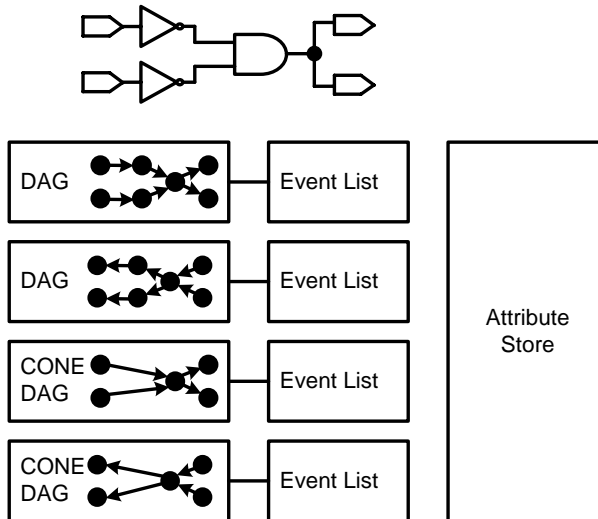 DAG
Event List
DAG
Event List
CONE
DAG
Event List
CONE
DAG
Event List
Attribute
Store